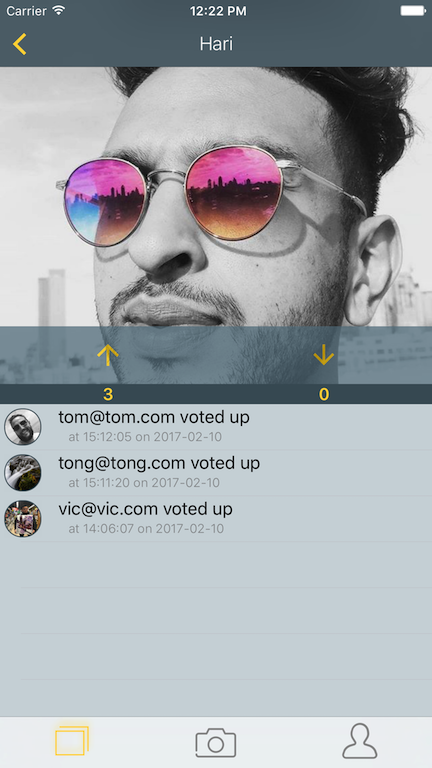 Carrier 12:22 PM
Hari
3 0
tom@tom.com voted up
at 15:12:05 on 2017-02-10
tong@tong.com voted up
at 15:11:20 on 2017-02-10
vic@vic.com voted up
at 14:06:07 on 2017-02-10